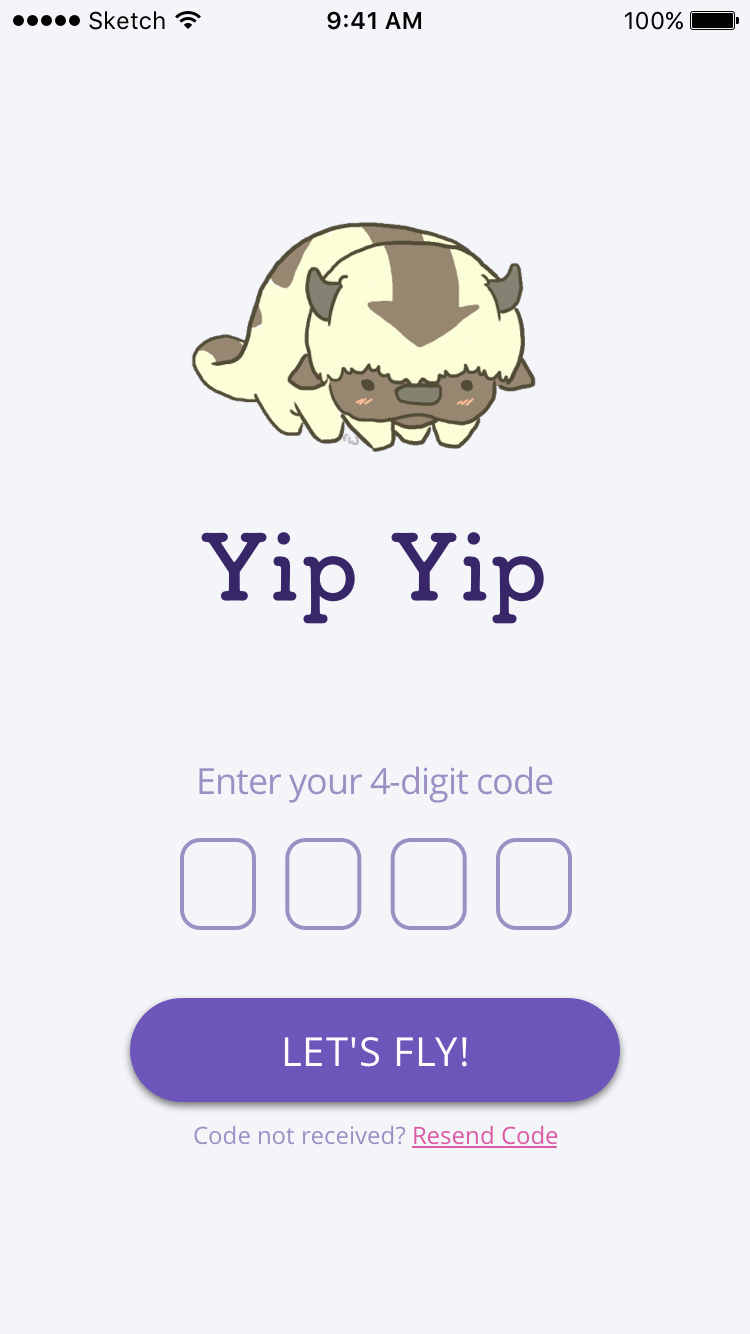 Sketch 9:41 AM 100%
Yip Yip
Enter your 4-digit code
LET'S FLY!
Code not received? Resend Code